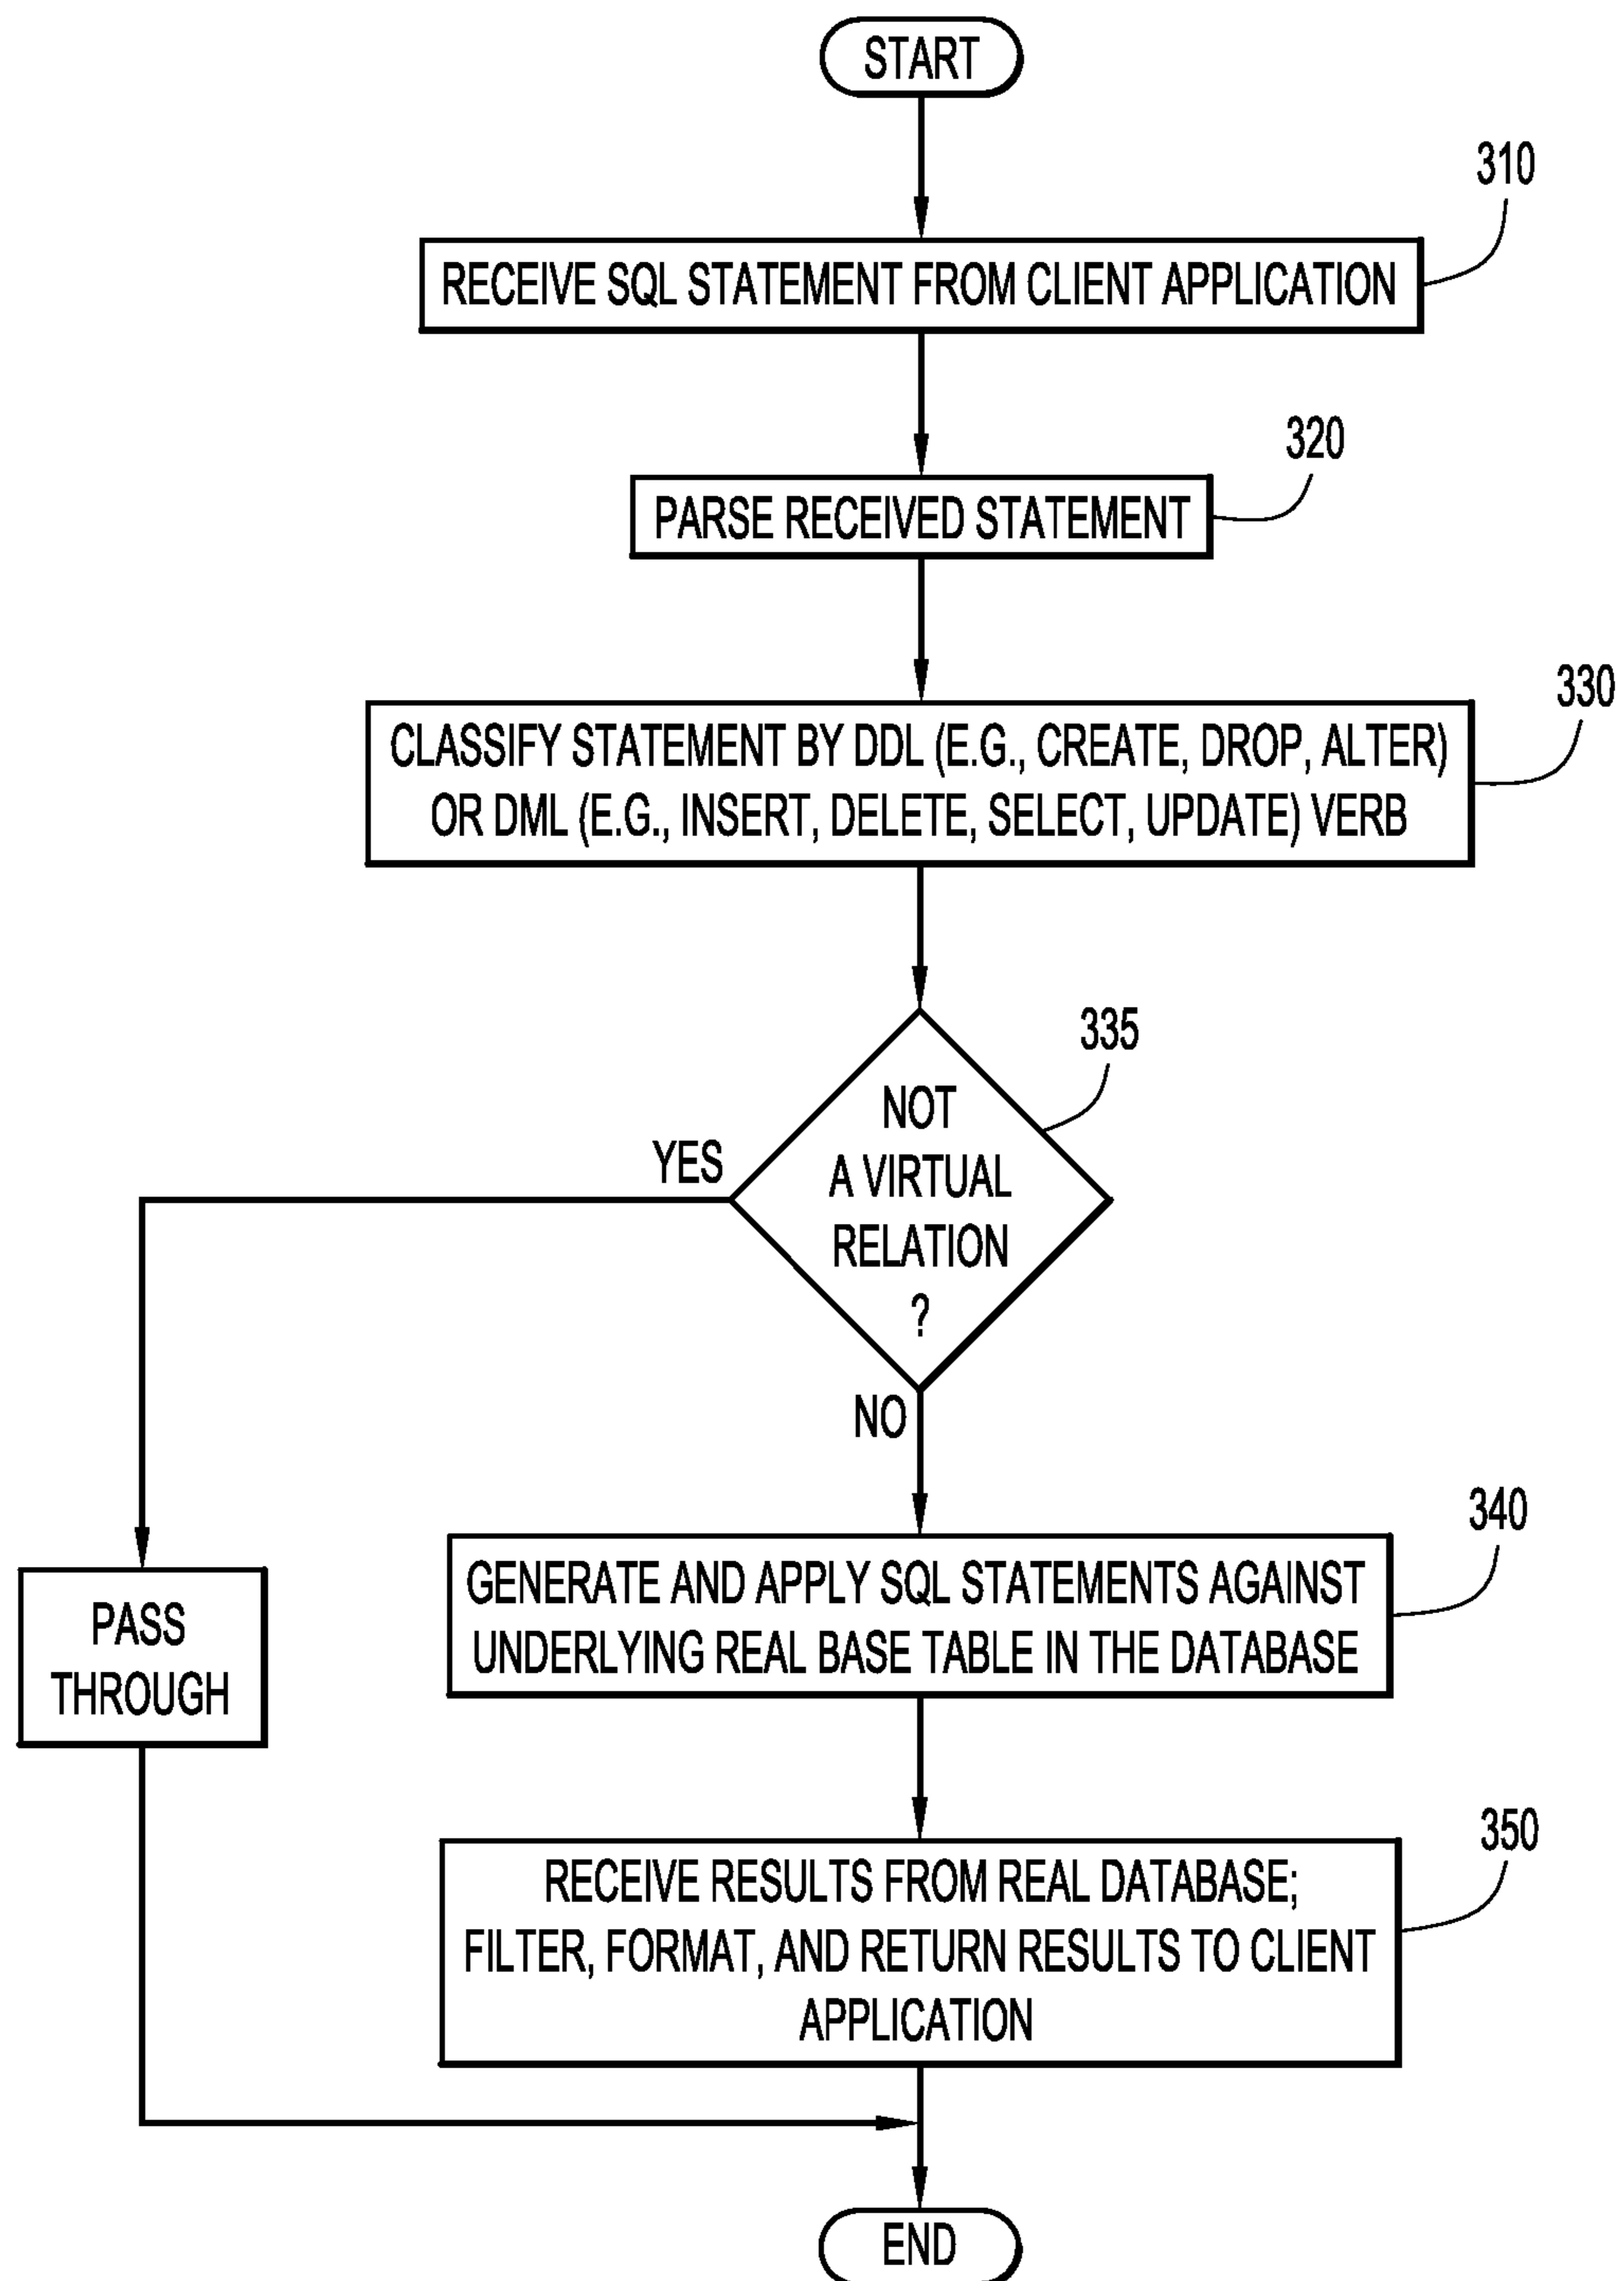 START
310
RECEIVE SQL STATEMENT FROM CLIENT APPLICATION
320
PARSE RECEIVED STATEMENT
330
CLASSIFY STATEMENT BY DDL (E.G., CREATE, DROP, ALTER)
OR DML (E.G., INSERT, DELETE, SELECT, UPDATE) VERB
335
NOT
A VIRTUAL
RELATION
?
YES
NO
340
GENERATE AND APPLY SQL STATEMENTS AGAINST
UNDERLYING REAL BASE TABLE IN THE DATABASE
PASS
THROUGH
350
RECEIVE RESULTS FROM REAL DATABASE;
FILTER, FORMAT, AND RETURN RESULTS TO CLIENT
APPLICATION
END